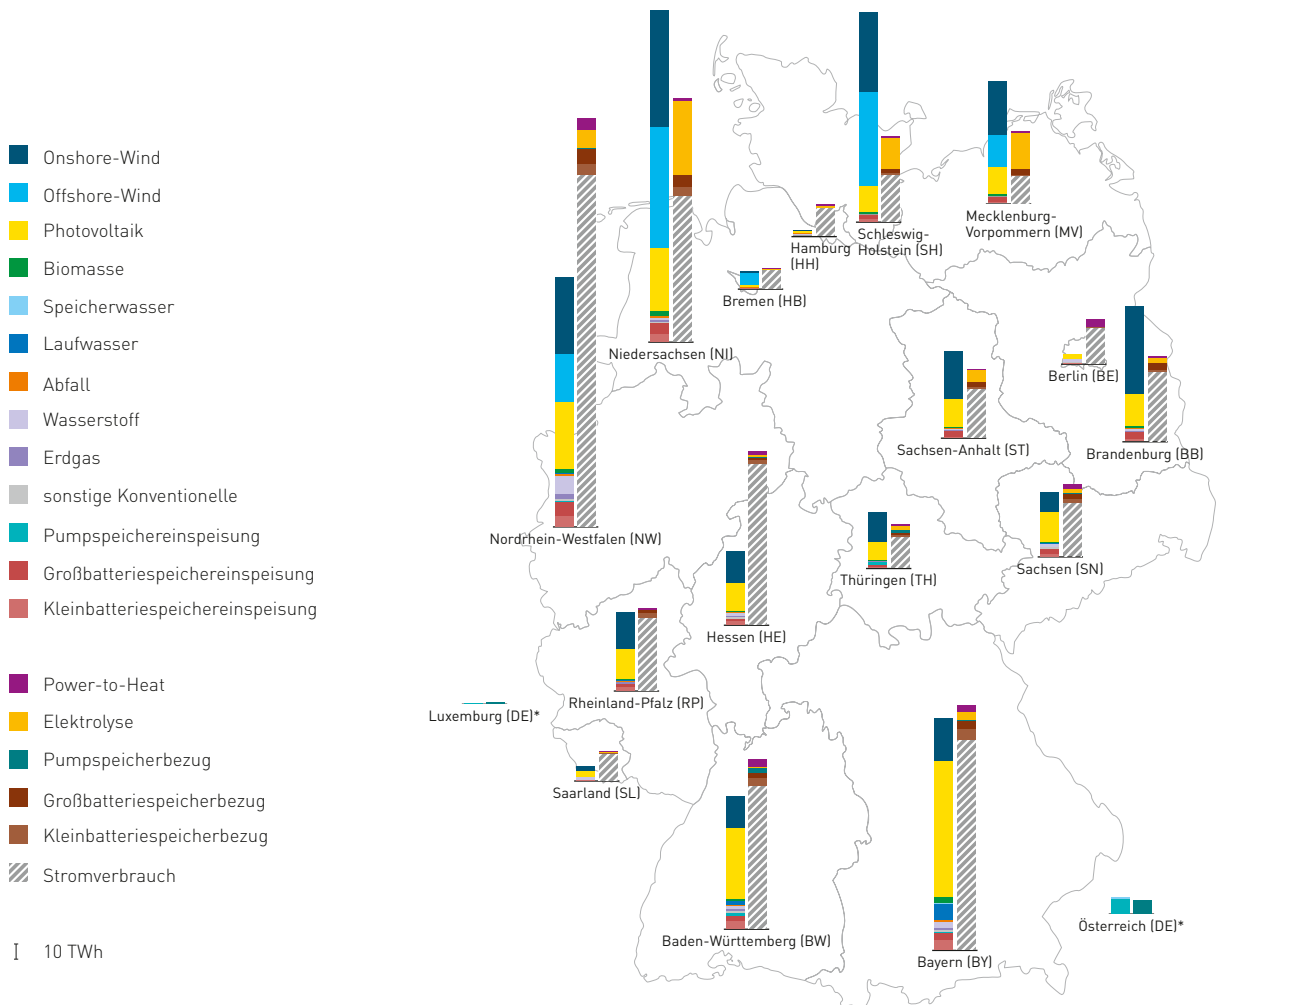 Onshore-Wind
Offshore-Wind
Photovoltaik
Biomasse
Speicherwasser
Laufwasser
Abfall
Wasserstoff
Erdgas
sonstige Konventionelle
Pumpspeichereinspeisung
Großbatteriespeichereinspeisung
Kleinbatteriespeichereinspeisung
Power-to-Heat
Elektrolyse
Pumpspeicherbezug
Großbatteriespeicherbezug
Kleinbatteriespeicherbezug
Stromverbrauch
10 TWh
Mecklenburg-
Vorpommern (MV)
Schleswig-
Holstein (SH)
Hamburg
(HH)
Bremen (HB)
Niedersachsen (NI)
Berlin (BE)
Sachsen-Anhalt (ST)
Brandenburg (BB)
Nordrhein-Westfalen (NW)
Sachsen (SN)
Thüringen (TH)
Hessen (HE)
Rheinland-Pfalz (RP)
Luxemburg (DE)*
Saarland (SL)
Österreich (DE)*
Baden-Württemberg (BW)
Bayern (BY)